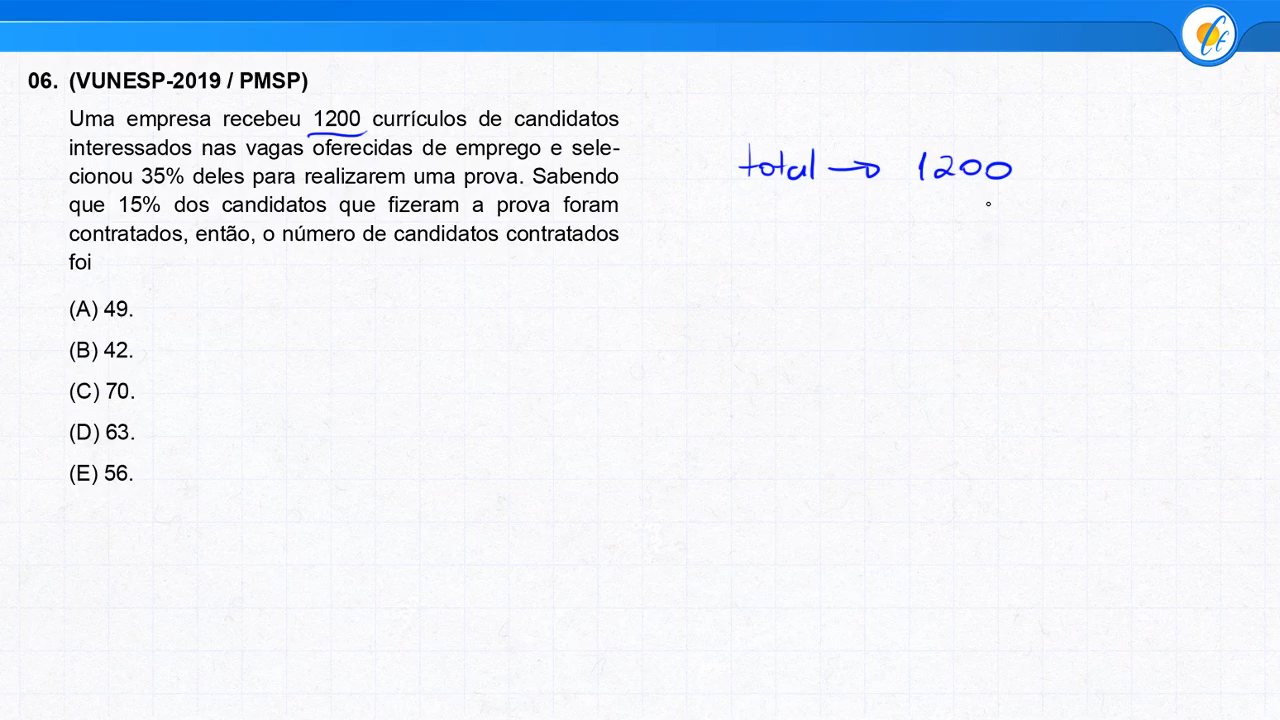 06. (VUNESP-2019 / PMSP)
Uma empresa recebeu 1200 currículos de candidatos
interessados nas vagas oferecidas de emprego e sele-
cionou 35% deles para realizarem uma prova. Sabendo
que 15% dos candidatos que fizeram a prova foram
contratados, então, o número de candidatos contratados
foi
(A) 49.
(B) 42.
(C) 70.
(D) 63.
(E) 56.
total → 1200